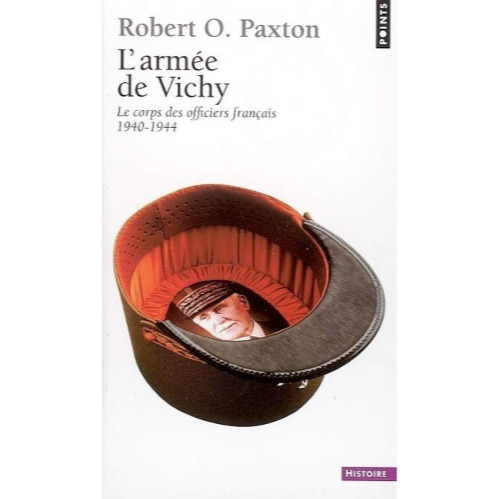 POINTS
Robert O. Paxton
L'armée
de Vichy
Le corps des officiers français
1940-1944
HISTOIRE